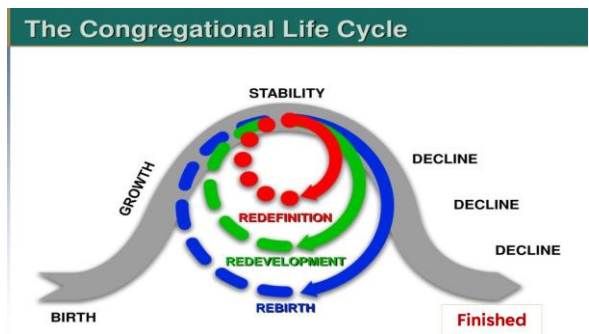 The Congregational Life Cycle
STABILITY
GROWTH
DECLINE
DECLINE
DECLINE
REDEFINITION
REDEVELOPMENT
REBIRTH
BIRTH
Finished